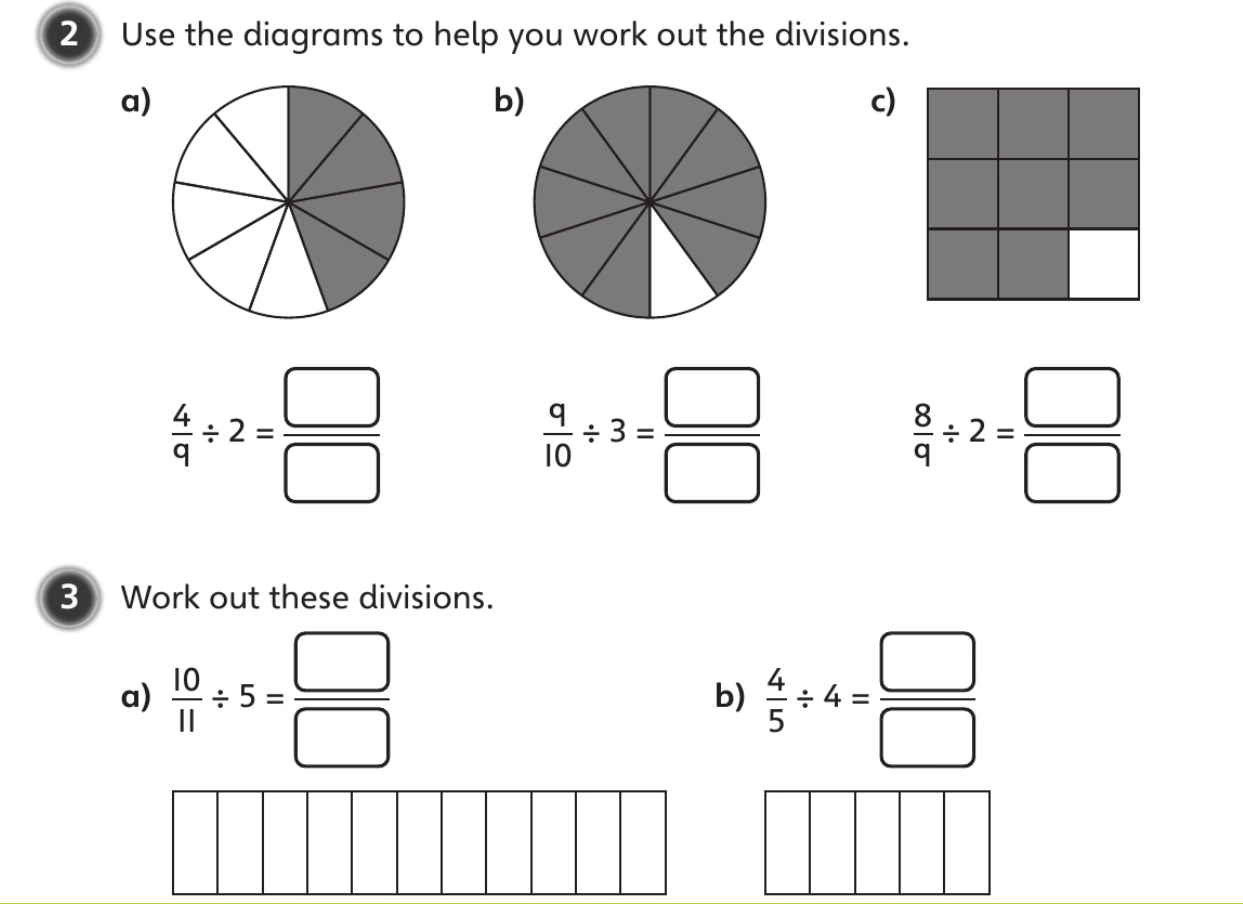 2 Use the diagrams to help you work out the divisions.
a) b) c)
4/9 ÷ 2 = 9/10 ÷ 3 = 8/9 ÷ 2 =
3 Work out these divisions.
a) 10/11 ÷ 5 = b) 4/5 ÷ 4 =